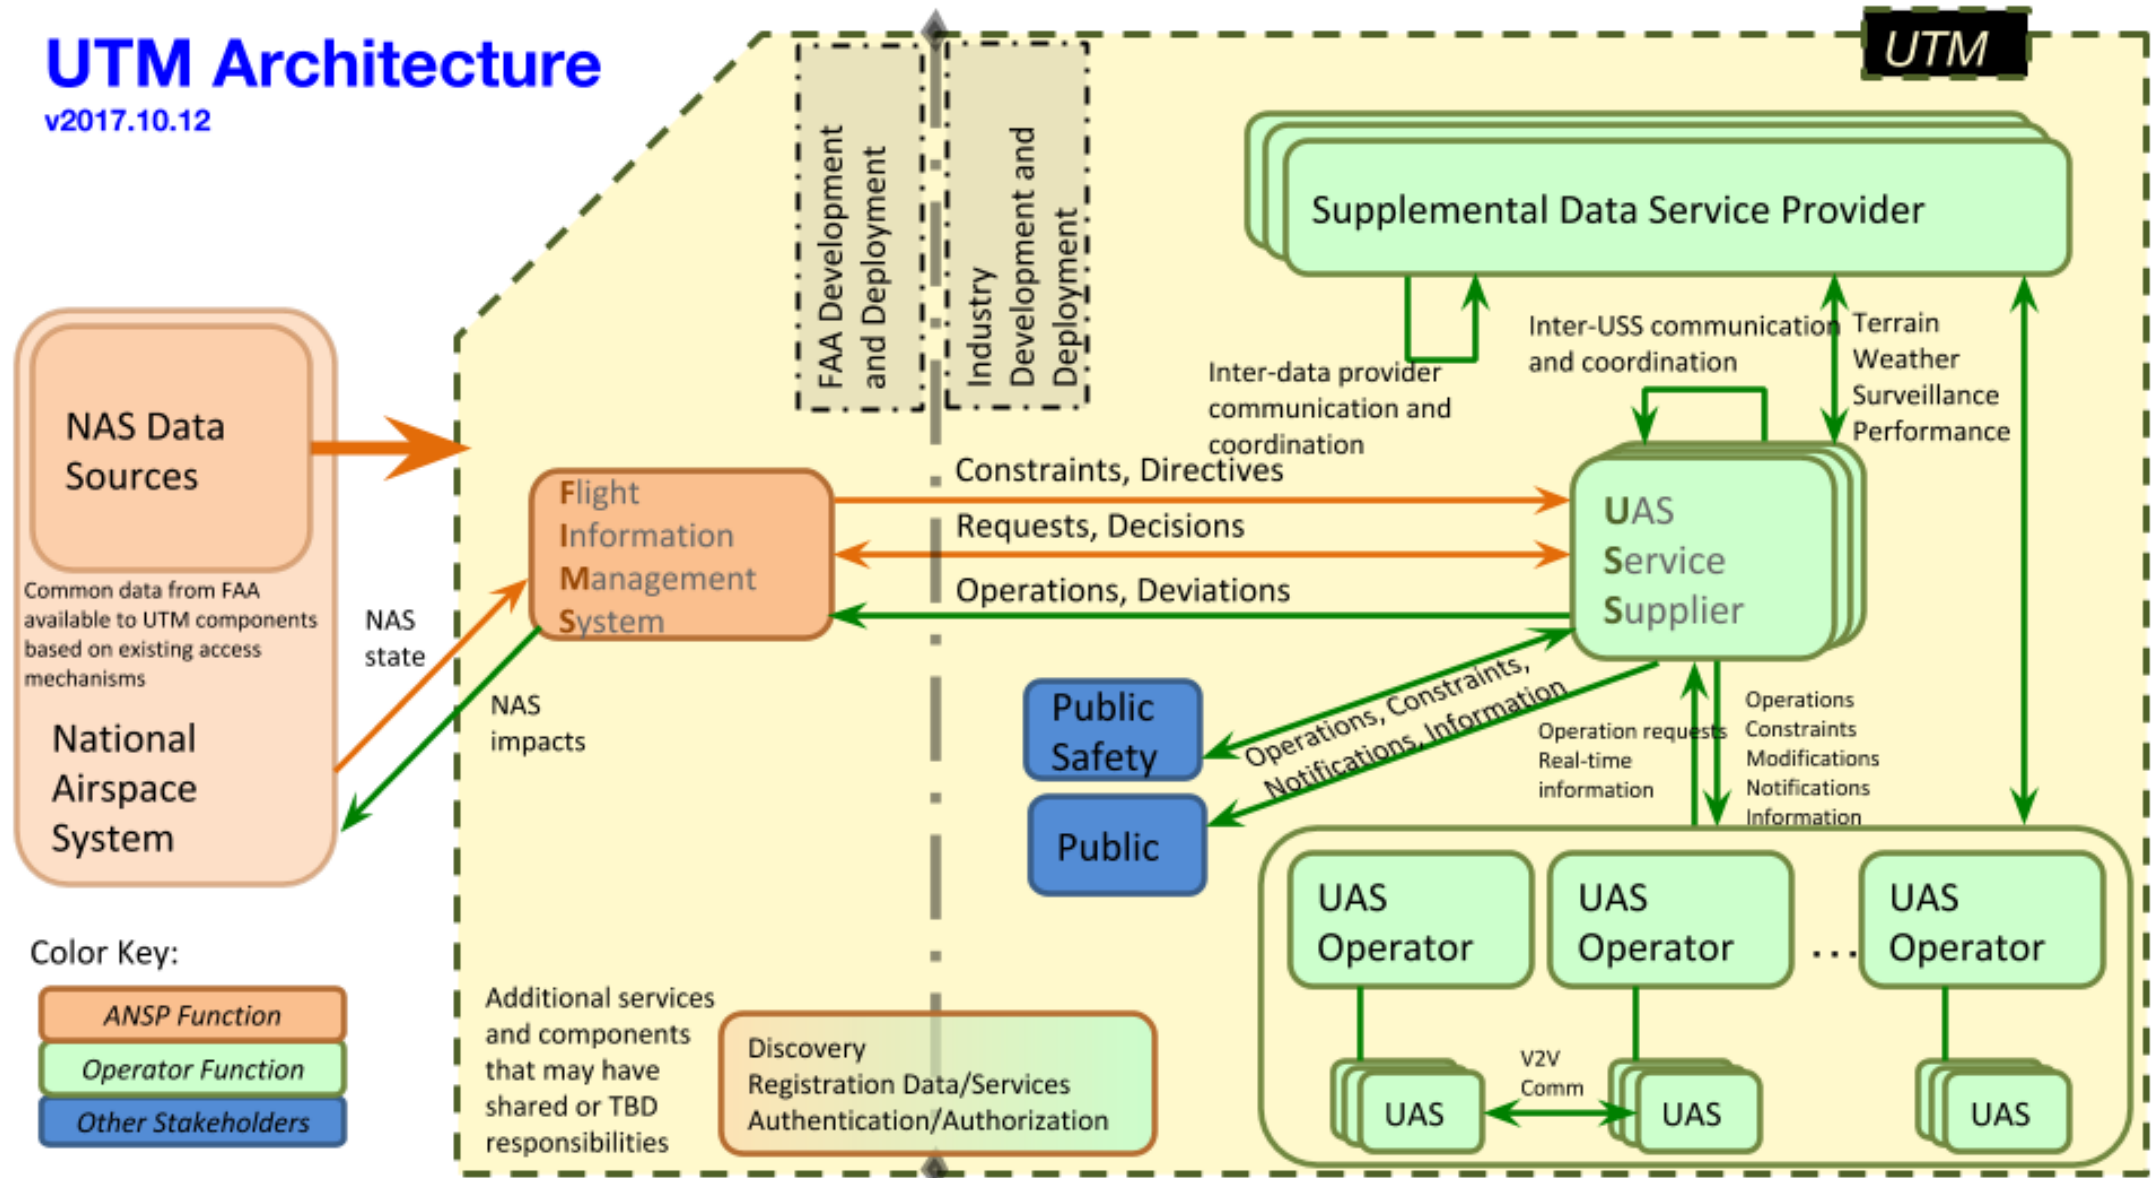 UTM Architecture
v2017.10.12
UTM
FAA Development
and Deployment
Industry
Development and
Deployment
Supplemental Data Service Provider
Inter-data provider
communication and
coordination
Inter-USS communication
and coordination
Terrain
Weather
Surveillance
Performance
NAS Data
Sources
Common data from FAA
available to UTM components
based on existing access
mechanisms
National
Airspace
System
NAS
state
NAS
impacts
Flight
Information
Management
System
Constraints, Directives
Requests, Decisions
Operations, Deviations
UAS
Service
Supplier
Public
Safety
Public
Operations, Constraints,
Notifications, Information
Operation requests
Real-time
information
Operations
Constraints
Modifications
Notifications
Information
UAS
Operator
UAS
Operator
...
UAS
Operator
UAS
V2V
Comm
UAS
UAS
Color Key:
ANSP Function
Operator Function
Other Stakeholders
Additional services
and components
that may have
shared or TBD
responsibilities
Discovery
Registration Data/Services
Authentication/Authorization